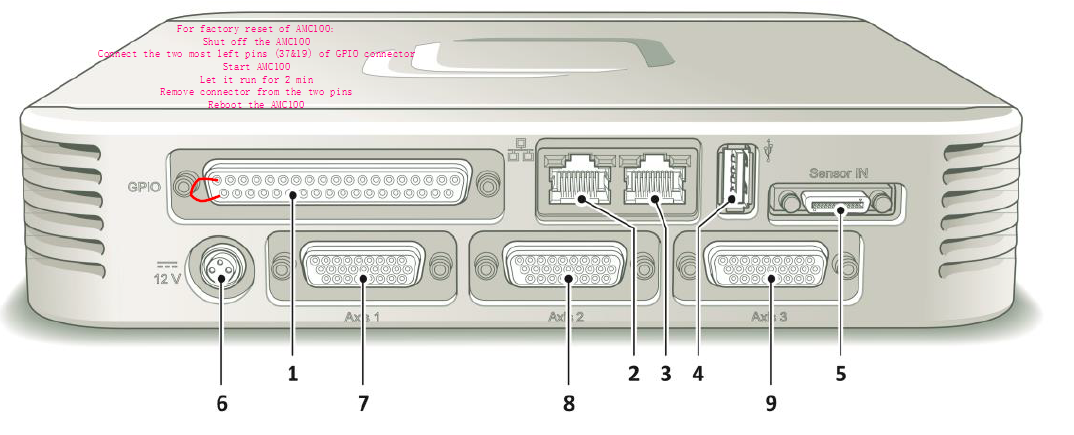 For factory reset of AMC100:
Shut off the AMC100
Connect the two most left pins (37&19) of GPIO connector
Start AMC100
Let it run for 2 min
Remove connector from the two pins
Reboot the AMC100
Sensor IN
GPIO
12 V
Axis 1
Axis 2
Axis 3
1
2
3
4
5
6
7
8
9